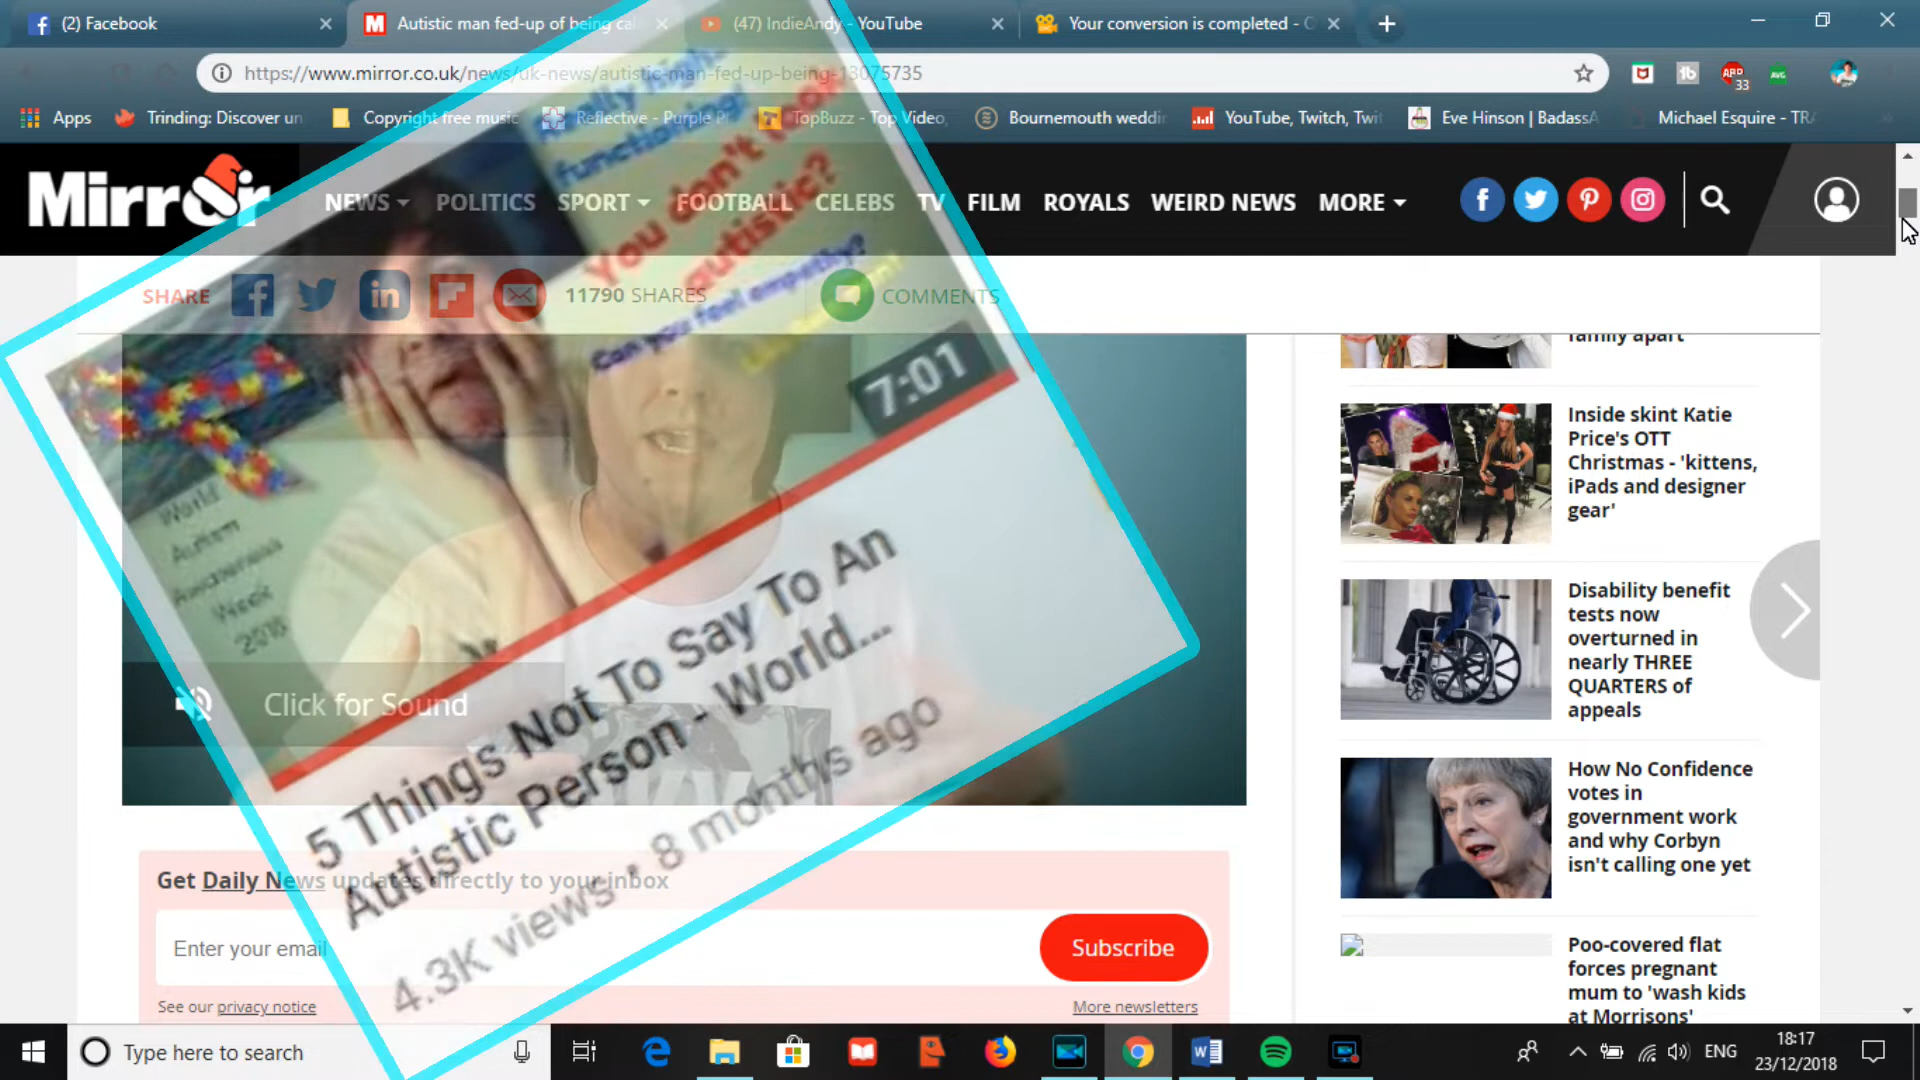 (2) Facebook
Autistic man fed-up of being cal
(47) IndieAndy - YouTube
Your conversion is completed - C
https://www.mirror.co.uk/news/uk-news/autistic-man-fed-up-being-13075735
33
AVG
Apps
Trinding: Discover un
Copyright free music
Reflective - Purple Pl
TopBuzz - Top Video,
Bournemouth weddi
YouTube, Twitch, Twi
Eve Hinson | BadassA
Michael Esquire - TRA
Mirror
NEWS
POLITICS
SPORT
FOOTBALL
CELEBS
TV
FILM
ROYALS
WEIRD NEWS
MORE
SHARE
11790 SHARES
COMMENTS
Really high
functioning!
You don't look
autistic?
Can you feel empathy?
7:01
World
Autism
Awareness
Week
2018
Click for Sound
5 Things Not To Say To An
Autistic Person - World...
4.3K views · 8 months ago
Get Daily News updates directly to your inbox
Enter your email
Subscribe
See our privacy notice
More newsletters
family apart
Inside skint Katie
Price's OTT
Christmas - 'kittens,
iPads and designer
gear'
Disability benefit
tests now
overturned in
nearly THREE
QUARTERS of
appeals
How No Confidence
votes in
government work
and why Corbyn
isn't calling one yet
Poo-covered flat
forces pregnant
mum to 'wash kids
at Morrisons'
Type here to search
ENG
18:17
23/12/2018